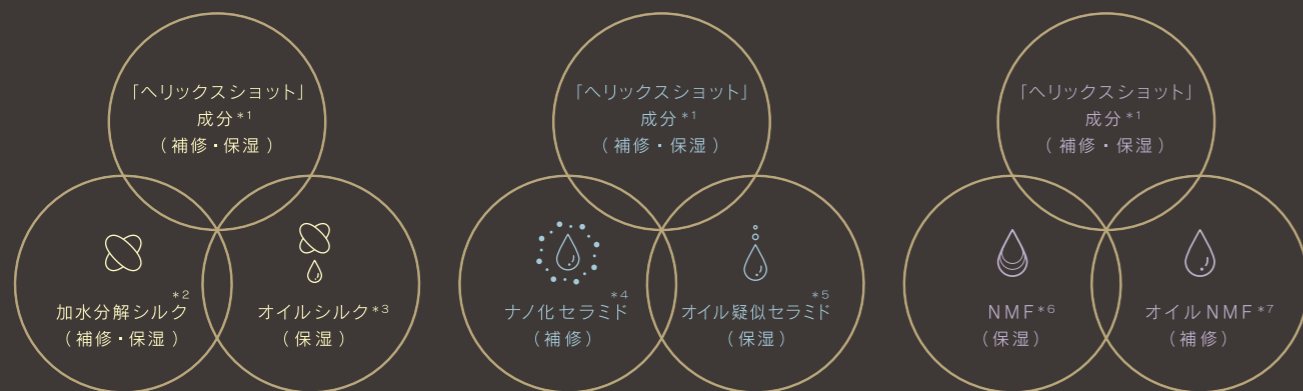 「ヘリックスショット」
成分*1
（補修・保湿）
加水分解シルク*2
（補修・保湿）
オイルシルク*3
（保湿）
「ヘリックスショット」
成分*1
（補修・保湿）
ナノ化セラミド*4
（補修）
オイル疑似セラミド*5
（保湿）
「ヘリックスショット」
成分*1
（補修・保湿）
NMF*6
（保湿）
オイルNMF*7
（補修）